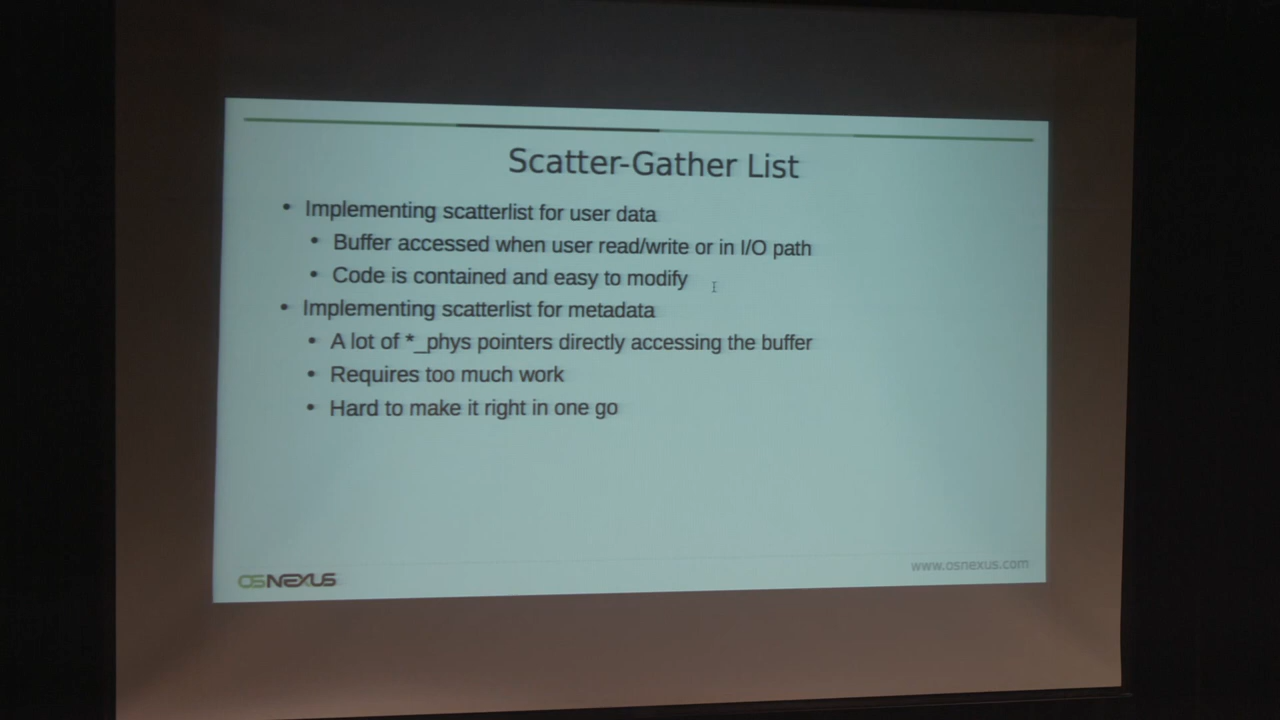 Scatter-Gather List
• Implementing scatterlist for user data
• Buffer accessed when user read/write or in I/O path
• Code is contained and easy to modify
• Implementing scatterlist for metadata
• A lot of *_phys pointers directly accessing the buffer
• Requires too much work
• Hard to make it right in one go
OSNEXUS
www.osnexus.com